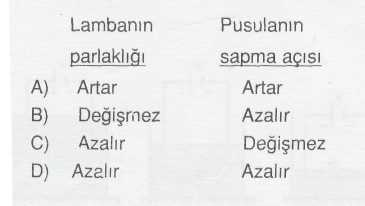 Lambanın Pusulanın
parlaklığı sapma açısı
A) Artar Artar
B) Değişmez Azalır
C) Azalır Değişmez
D) Azalır Azalır